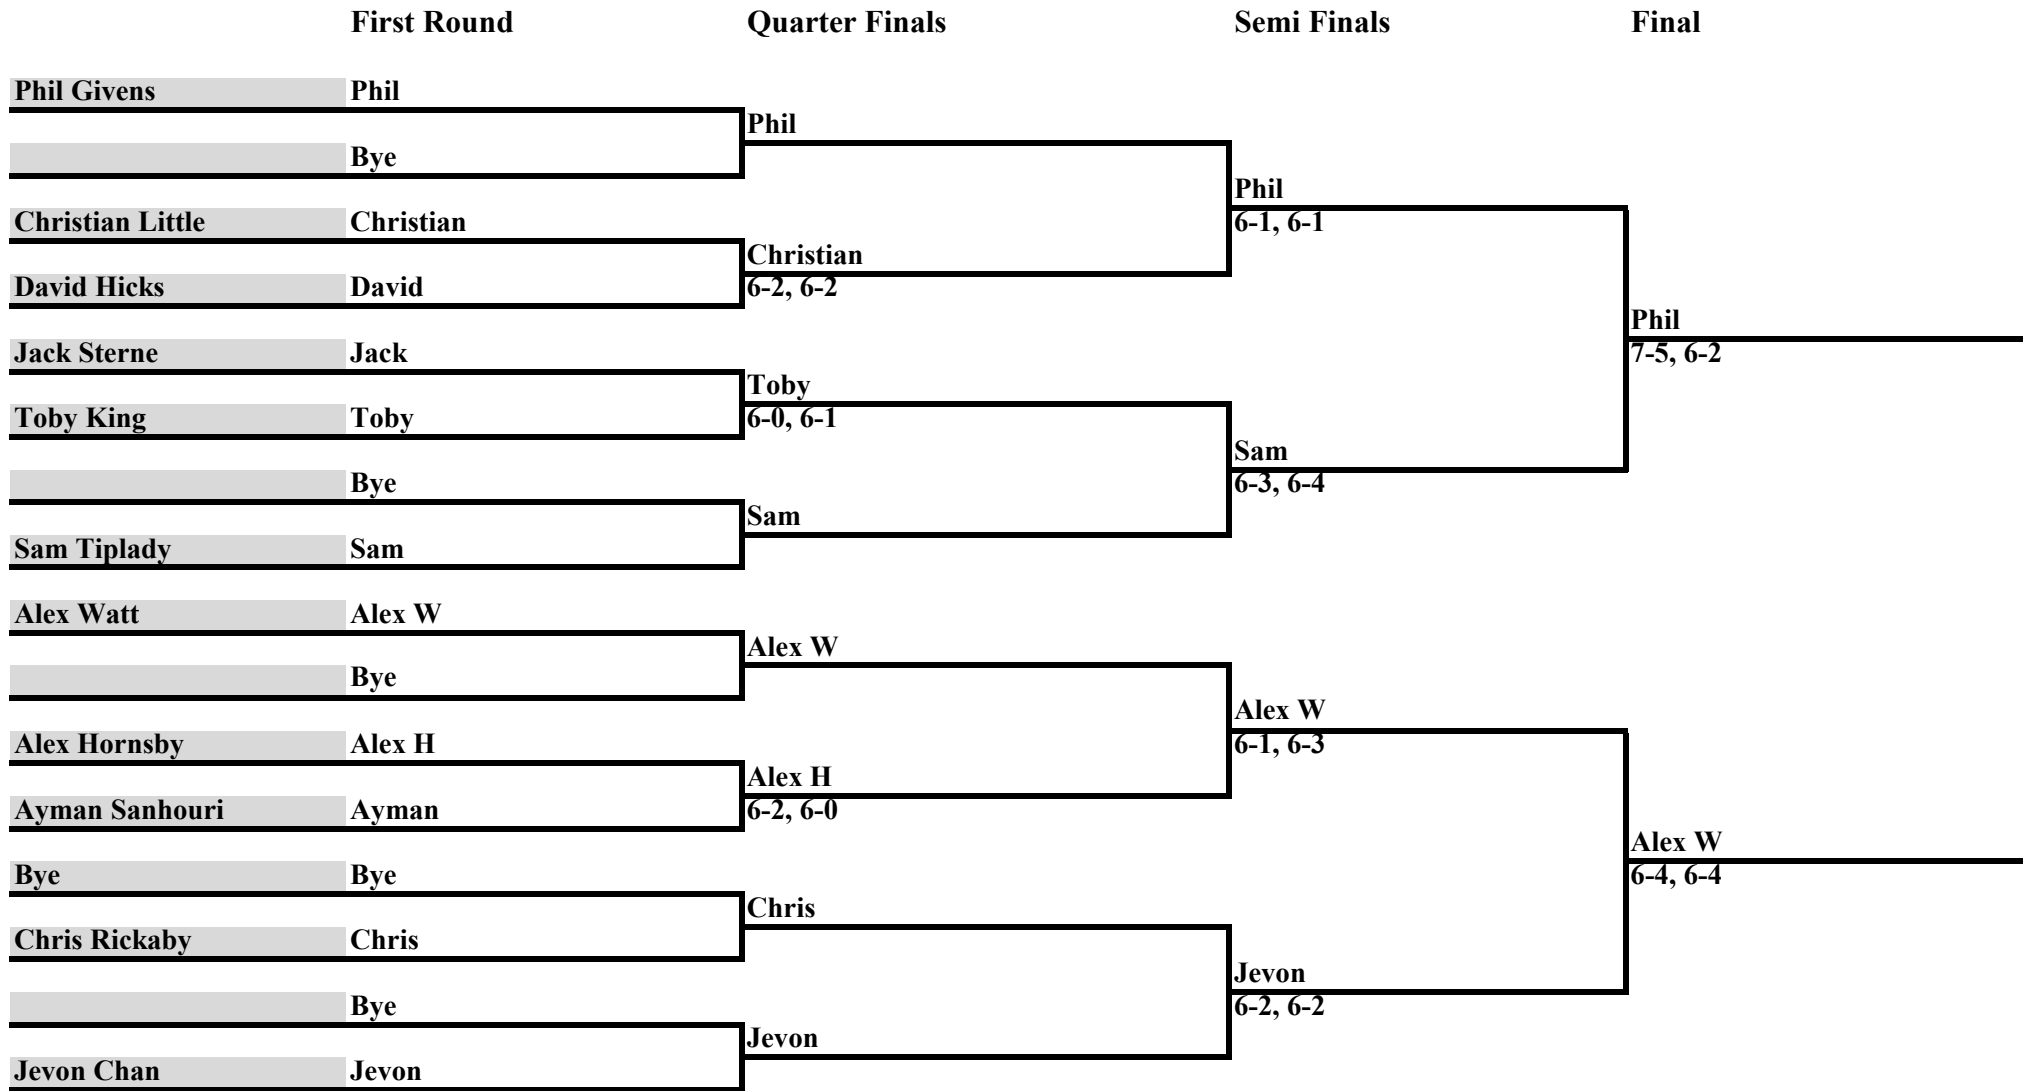 First Round Quarter Finals Semi Finals Final
Phil Givens Phil
Phil
Bye
Phil
Christian Little Christian
6-1, 6-1
Christian
David Hicks David
6-2, 6-2
Phil
Jack Sterne Jack
7-5, 6-2
Toby
Toby King Toby
6-0, 6-1
Sam
Bye
6-3, 6-4
Sam
Sam Tiplady Sam
Alex Watt Alex W
Alex W
Bye
Alex W
Alex Hornsby Alex H
6-1, 6-3
Alex H
Ayman Sanhouri Ayman
6-2, 6-0
Alex W
Bye Bye
6-4, 6-4
Chris
Chris Rickaby Chris
Jevon
Bye
6-2, 6-2
Jevon
Jevon Chan Jevon